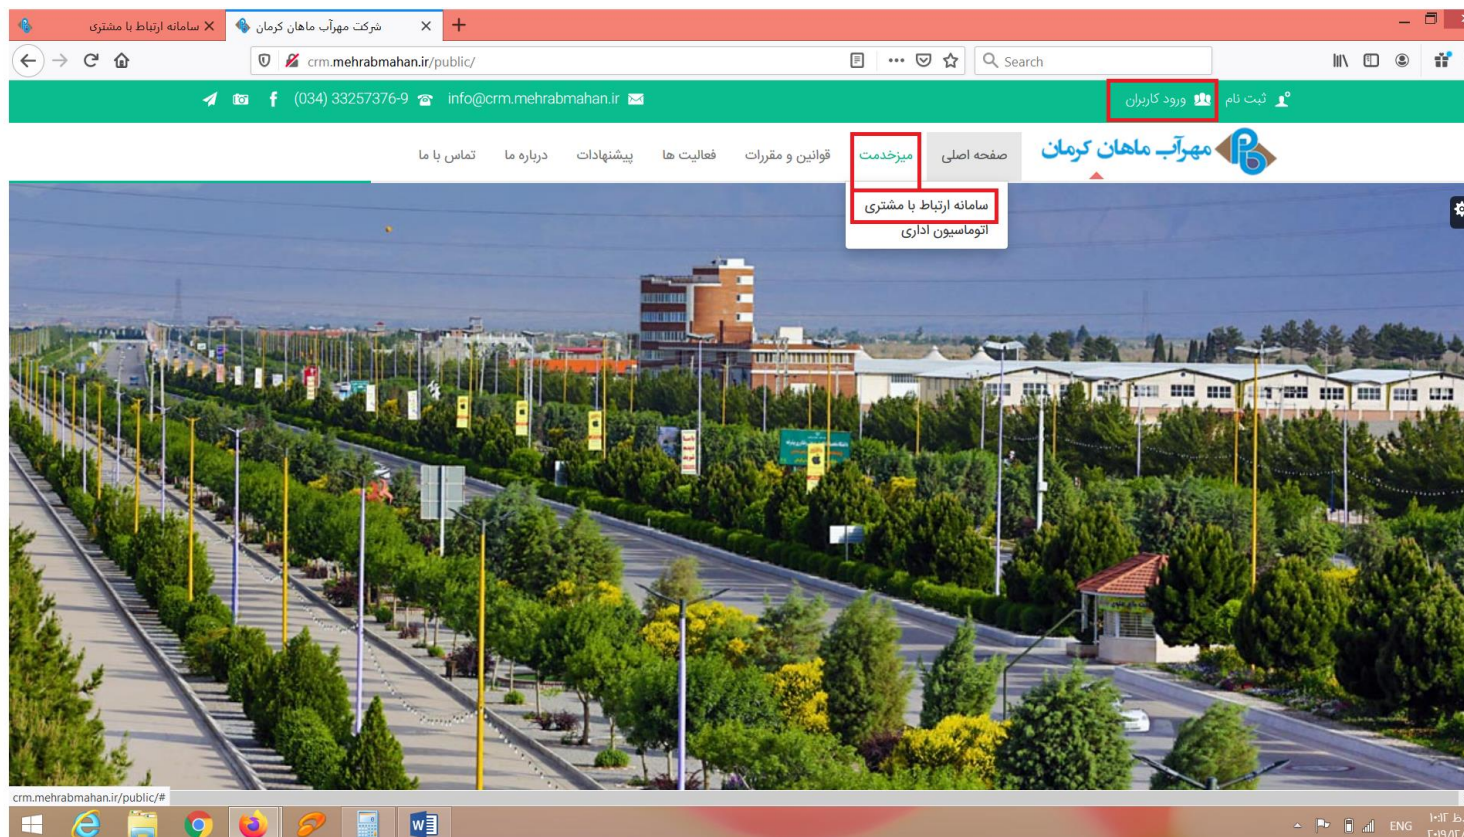 سامانه ارتباط با مشتری
شرکت مهرآب ماهان کرمان
crm.mehrabmahan.ir/public/
Search
(034) 33257376-9 info@crm.mehrabmahan.ir
ثبت نام ورود کاربران
مهرآب ماهان کرمان
صفحه اصلی میزخدمت قوانین و مقررات فعالیت ها پیشنهادات درباره ما تماس با ما
سامانه ارتباط با مشتری
اتوماسیون اداری
crm.mehrabmahan.ir/public/#
ENG